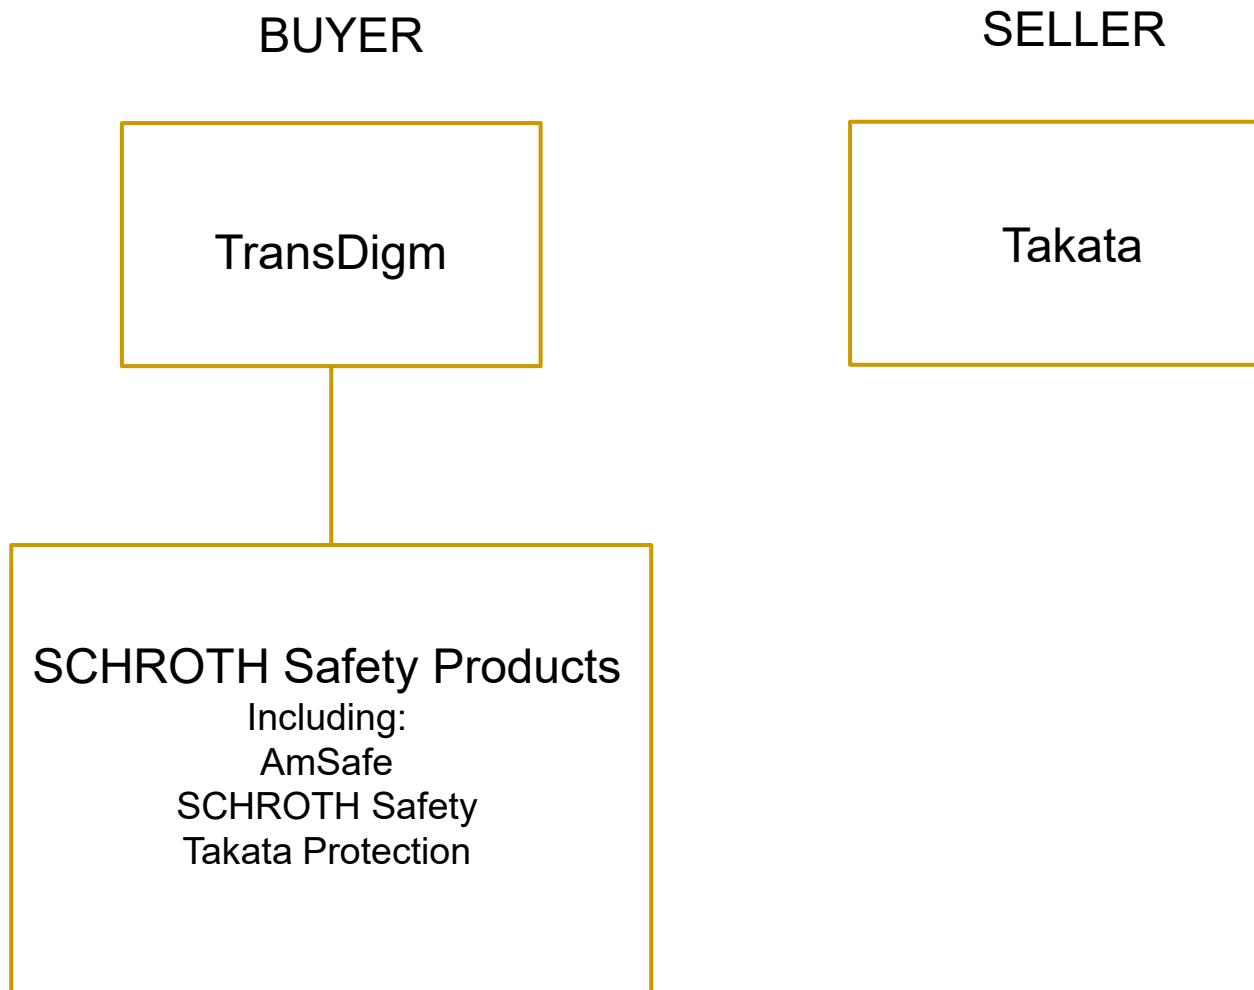 BUYER
SELLER
TransDigm
Takata
SCHROTH Safety Products
Including:
AmSafe
SCHROTH Safety
Takata Protection